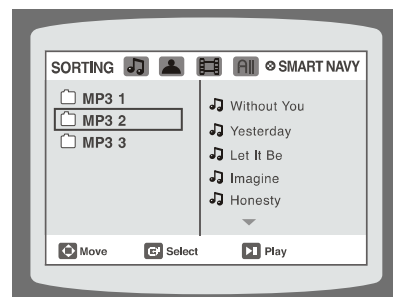 SORTING All SMART NAVY
MP3 1
MP3 2
MP3 3
Without You
Yesterday
Let It Be
Imagine
Honesty
Move Select Play